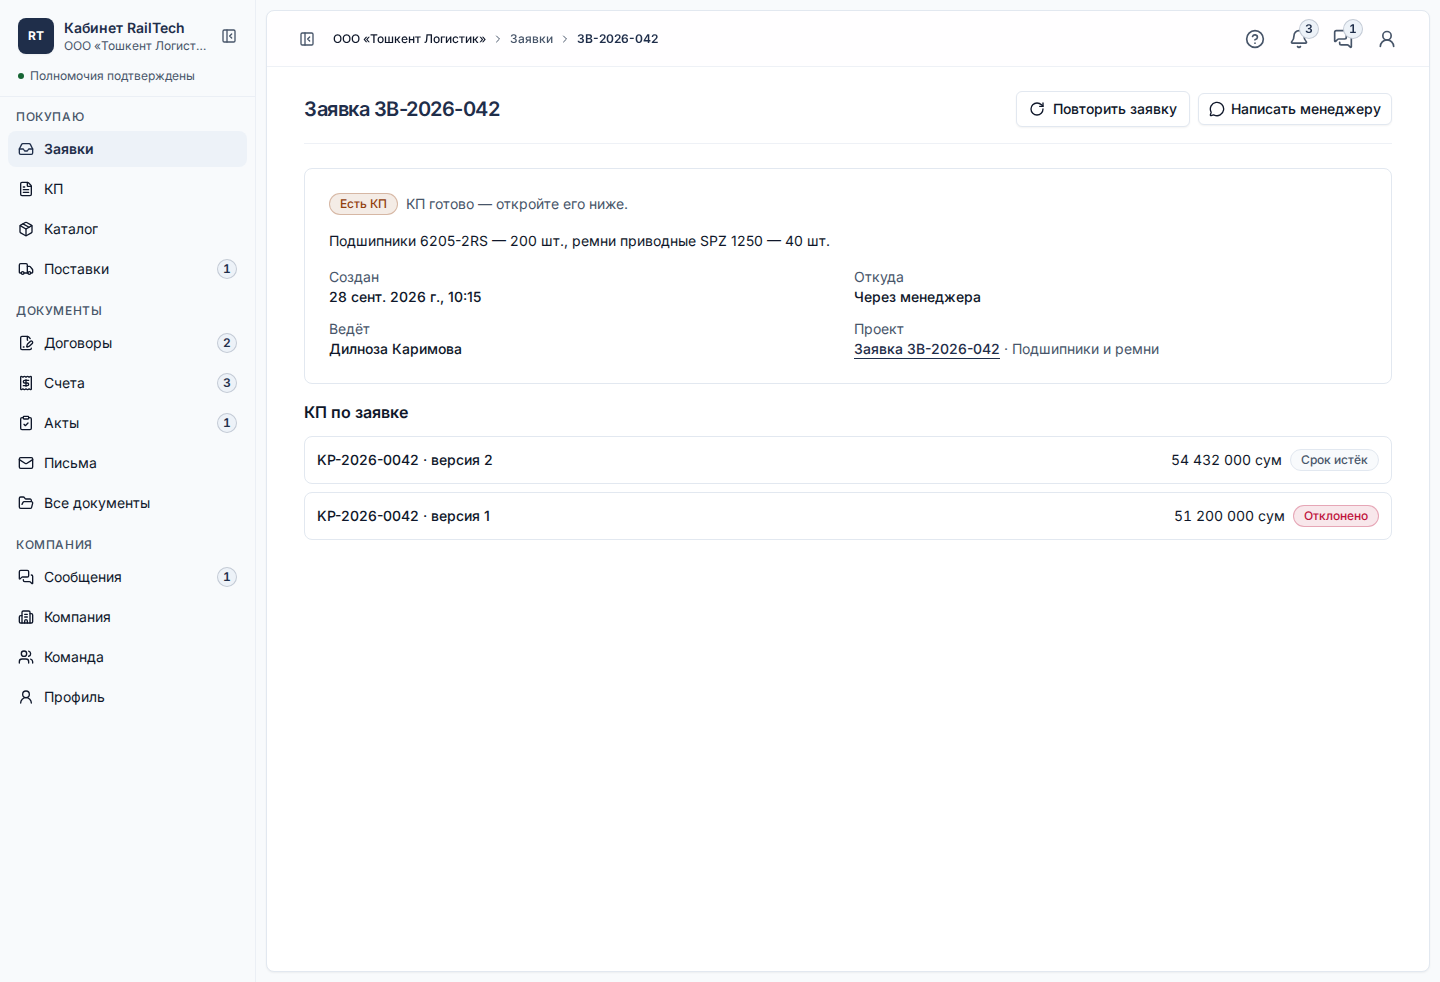 RT
Кабинет RailTech
ООО «Тошкент Логист...
Полномочия подтверждены
ПОКУПАЮ
Заявки
КП
Каталог
Поставки 1
ДОКУМЕНТЫ
Договоры 2
Счета 3
Акты 1
Письма
Все документы
КОМПАНИЯ
Сообщения 1
Компания
Команда
Профиль
ООО «Тошкент Логистик» > Заявки > ЗВ-2026-042
3 1
Заявка ЗВ-2026-042
Повторить заявку Написать менеджеру
Есть КП КП готово — откройте его ниже.
Подшипники 6205-2RS — 200 шт., ремни приводные SPZ 1250 — 40 шт.
Создан Откуда
28 сент. 2026 г., 10:15 Через менеджера
Ведёт Проект
Дилноза Каримова Заявка ЗВ-2026-042 · Подшипники и ремни
КП по заявке
KP-2026-0042 · версия 2 54 432 000 сум Срок истёк
KP-2026-0042 · версия 1 51 200 000 сум Отклонено